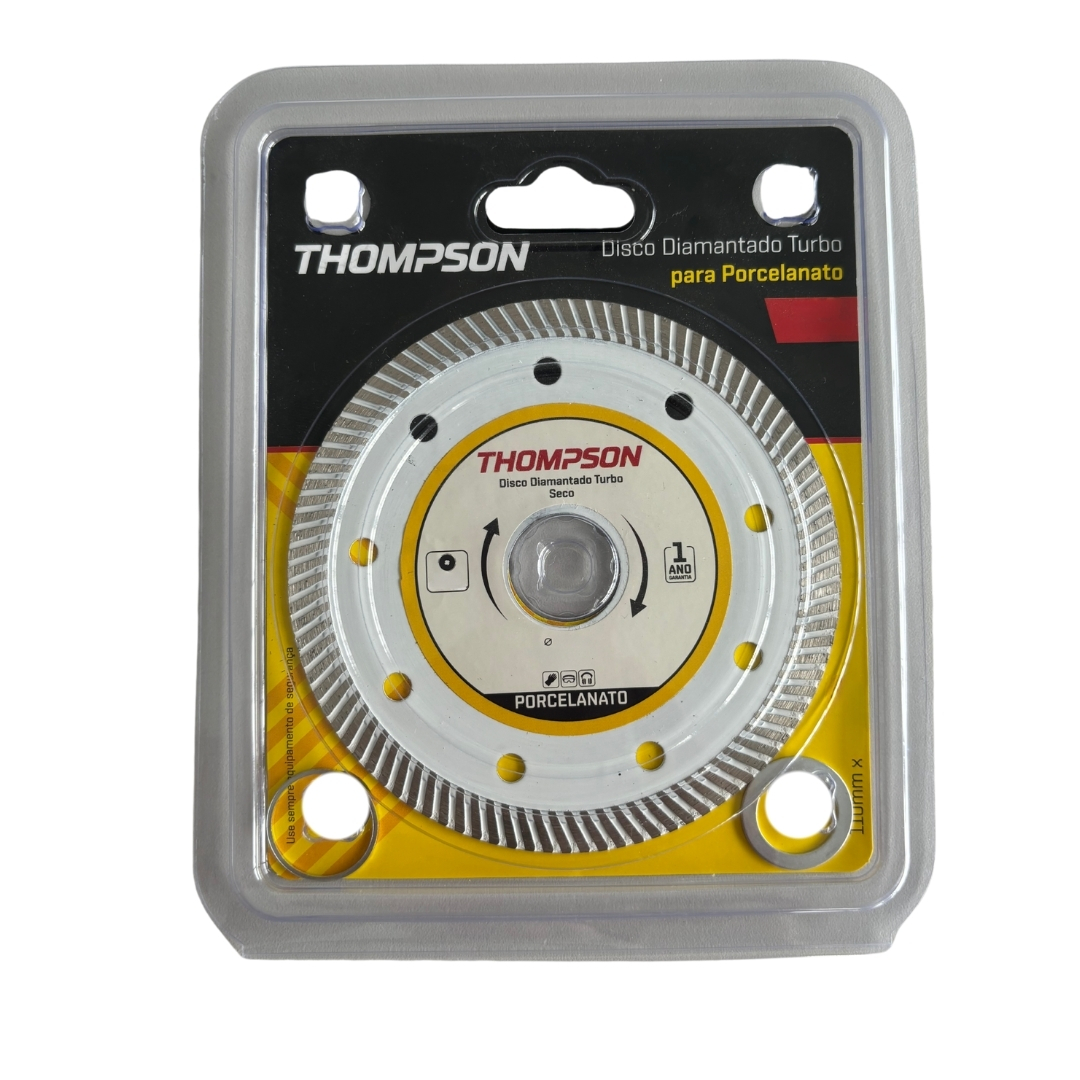 THOMPSON
Disco Diamantado Turbo
para Porcelanato
THOMPSON
Disco Diamantado Turbo
Seco
1
ANO
GARANTIA
Ø
PORCELANATO
Use sempre equipamento de segurança
110mm x